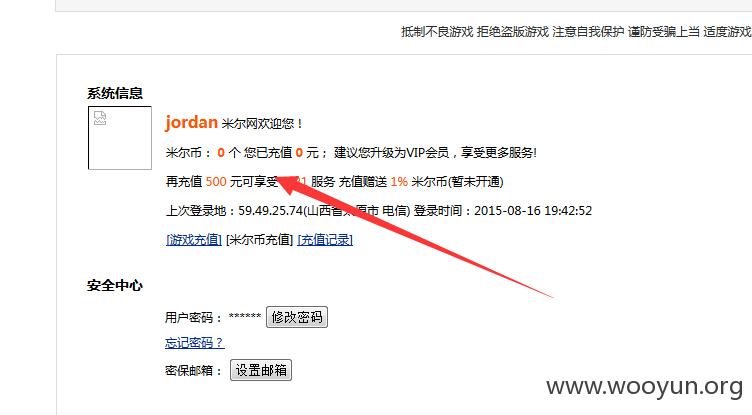 抵制不良游戏 拒绝盗版游戏 注意自我保护 谨防受骗上当 适度游戏
系统信息
jordan 米尔网欢迎您！
米尔币： 0 个 您已充值 0 元； 建议您升级为VIP会员，享受更多服务!
再充值 500 元可享受 1 服务 充值赠送 1% 米尔币(暂未开通)
上次登录地：59.49.25.74(山西省太原市 电信) 登录时间：2015-08-16 19:42:52
[游戏充值] [米尔币充值] [充值记录]
安全中心
用户密码： ****** 修改密码
忘记密码？
密保邮箱： 设置邮箱
www.wooyun.org